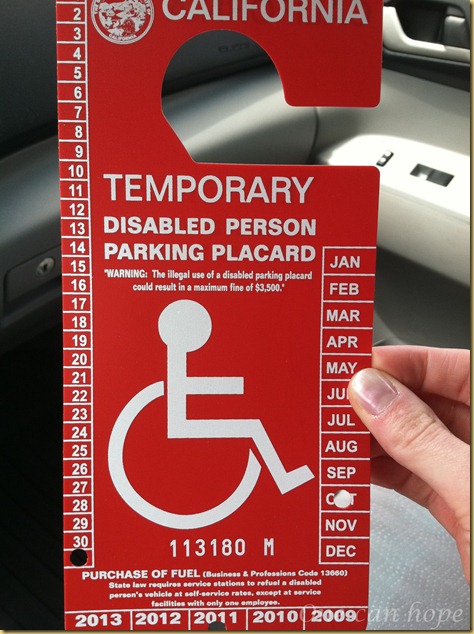 CALIFORNIA
TEMPORARY
DISABLED PERSON
PARKING PLACARD
"WARNING: The illegal use of a disabled parking placard
could result in a maximum fine of $3,500."
2
3
4
5
6
7
8
9
10
11
12
13
14
15
16
17
18
19
20
21
22
23
24
25
26
27
28
29
30
JAN
FEB
MAR
APR
MAY
JUN
JUL
AUG
SEP
OCT
NOV
DEC
113180 M
PURCHASE OF FUEL (Business & Professions Code 13660)
State law requires service stations to refuel a disabled
person's vehicle at self-service rates, except at service
facilities with only one employee.
2013 2012 2011 2010 2009
can hope